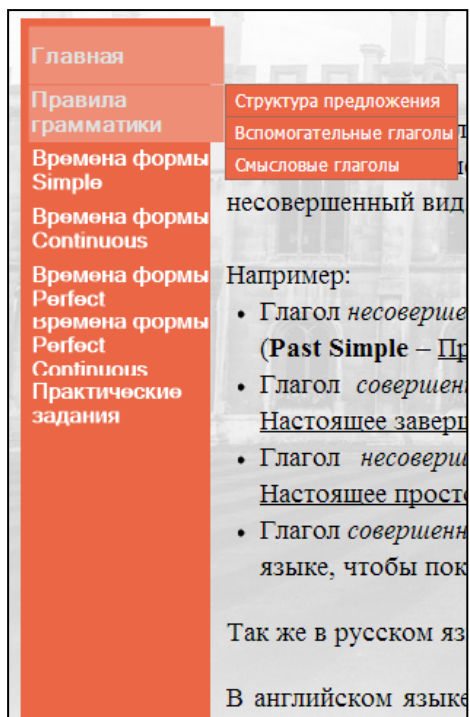 Главная
Правила
грамматики
Структура предложения
Вспомогательные глаголы
Смысловые глаголы
Времена формы
Simple
Времена формы
Continuous
Времена формы
Perfect
Времена формы
Perfect
Continuous
Практические
задания
несовершенный вид
Например:
• Глагол несоверше
(Past Simple – Пр
• Глагол совершен
Настоящее заверш
• Глагол несоверш
Настоящее просто
• Глагол совершенн
языке, чтобы пок
Так же в русском яз
В английском языке